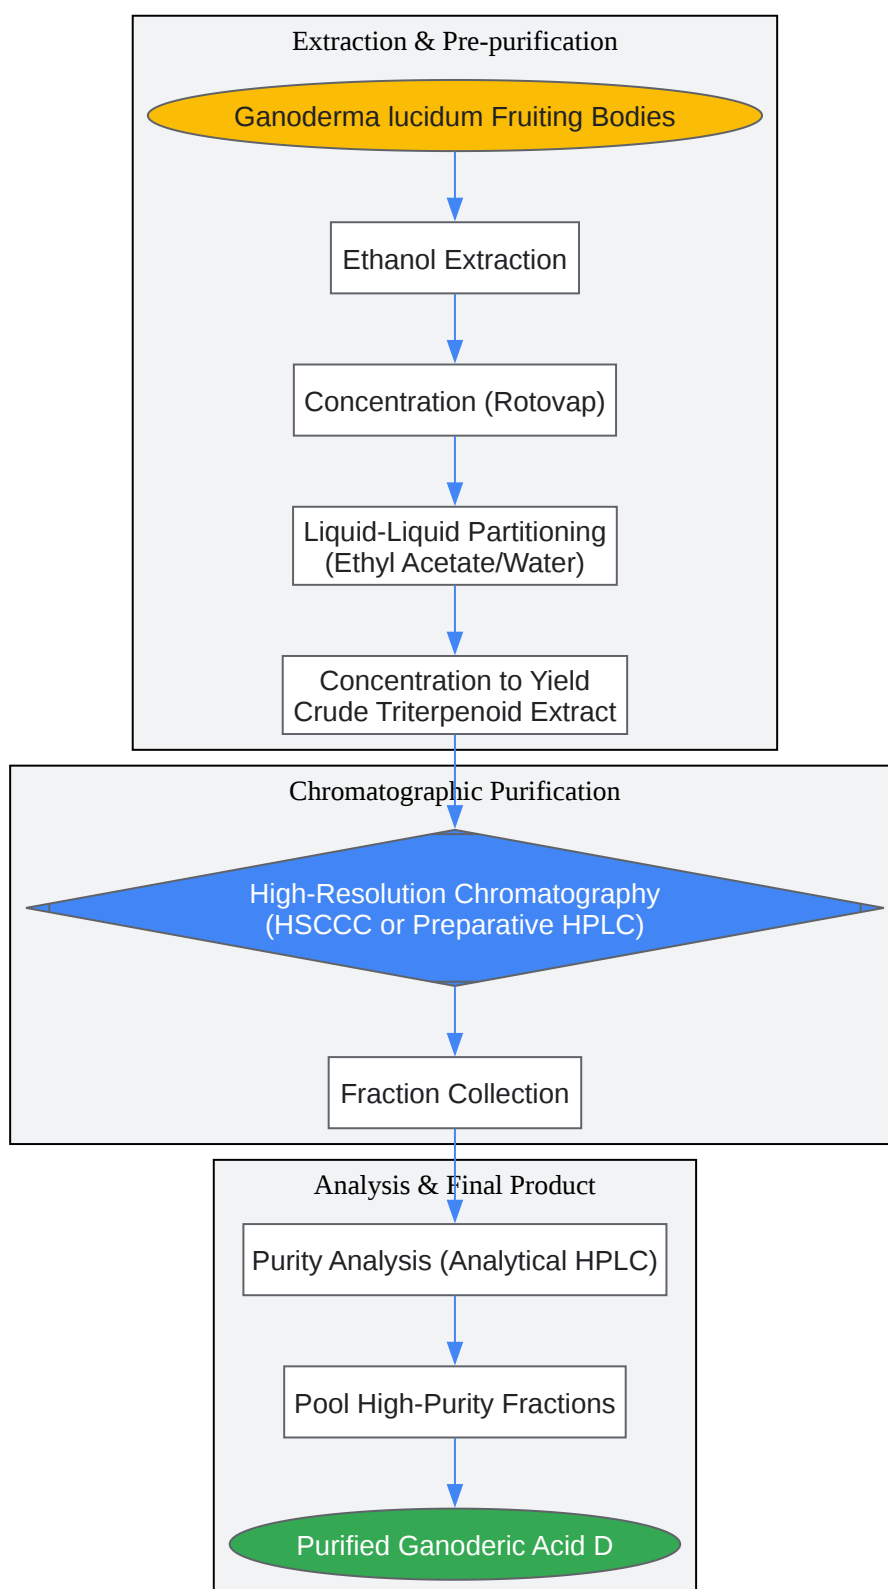 Extraction & Pre-purification
Ganoderma lucidum Fruiting Bodies
Ethanol Extraction
Concentration (Rotovap)
Liquid-Liquid Partitioning
(Ethyl Acetate/Water)
Concentration to Yield
Crude Triterpenoid Extract
Chromatographic Purification
High-Resolution Chromatography
(HSCCC or Preparative HPLC)
Fraction Collection
Analysis & Final Product
Purity Analysis (Analytical HPLC)
Pool High-Purity Fractions
Purified Ganoderic Acid D